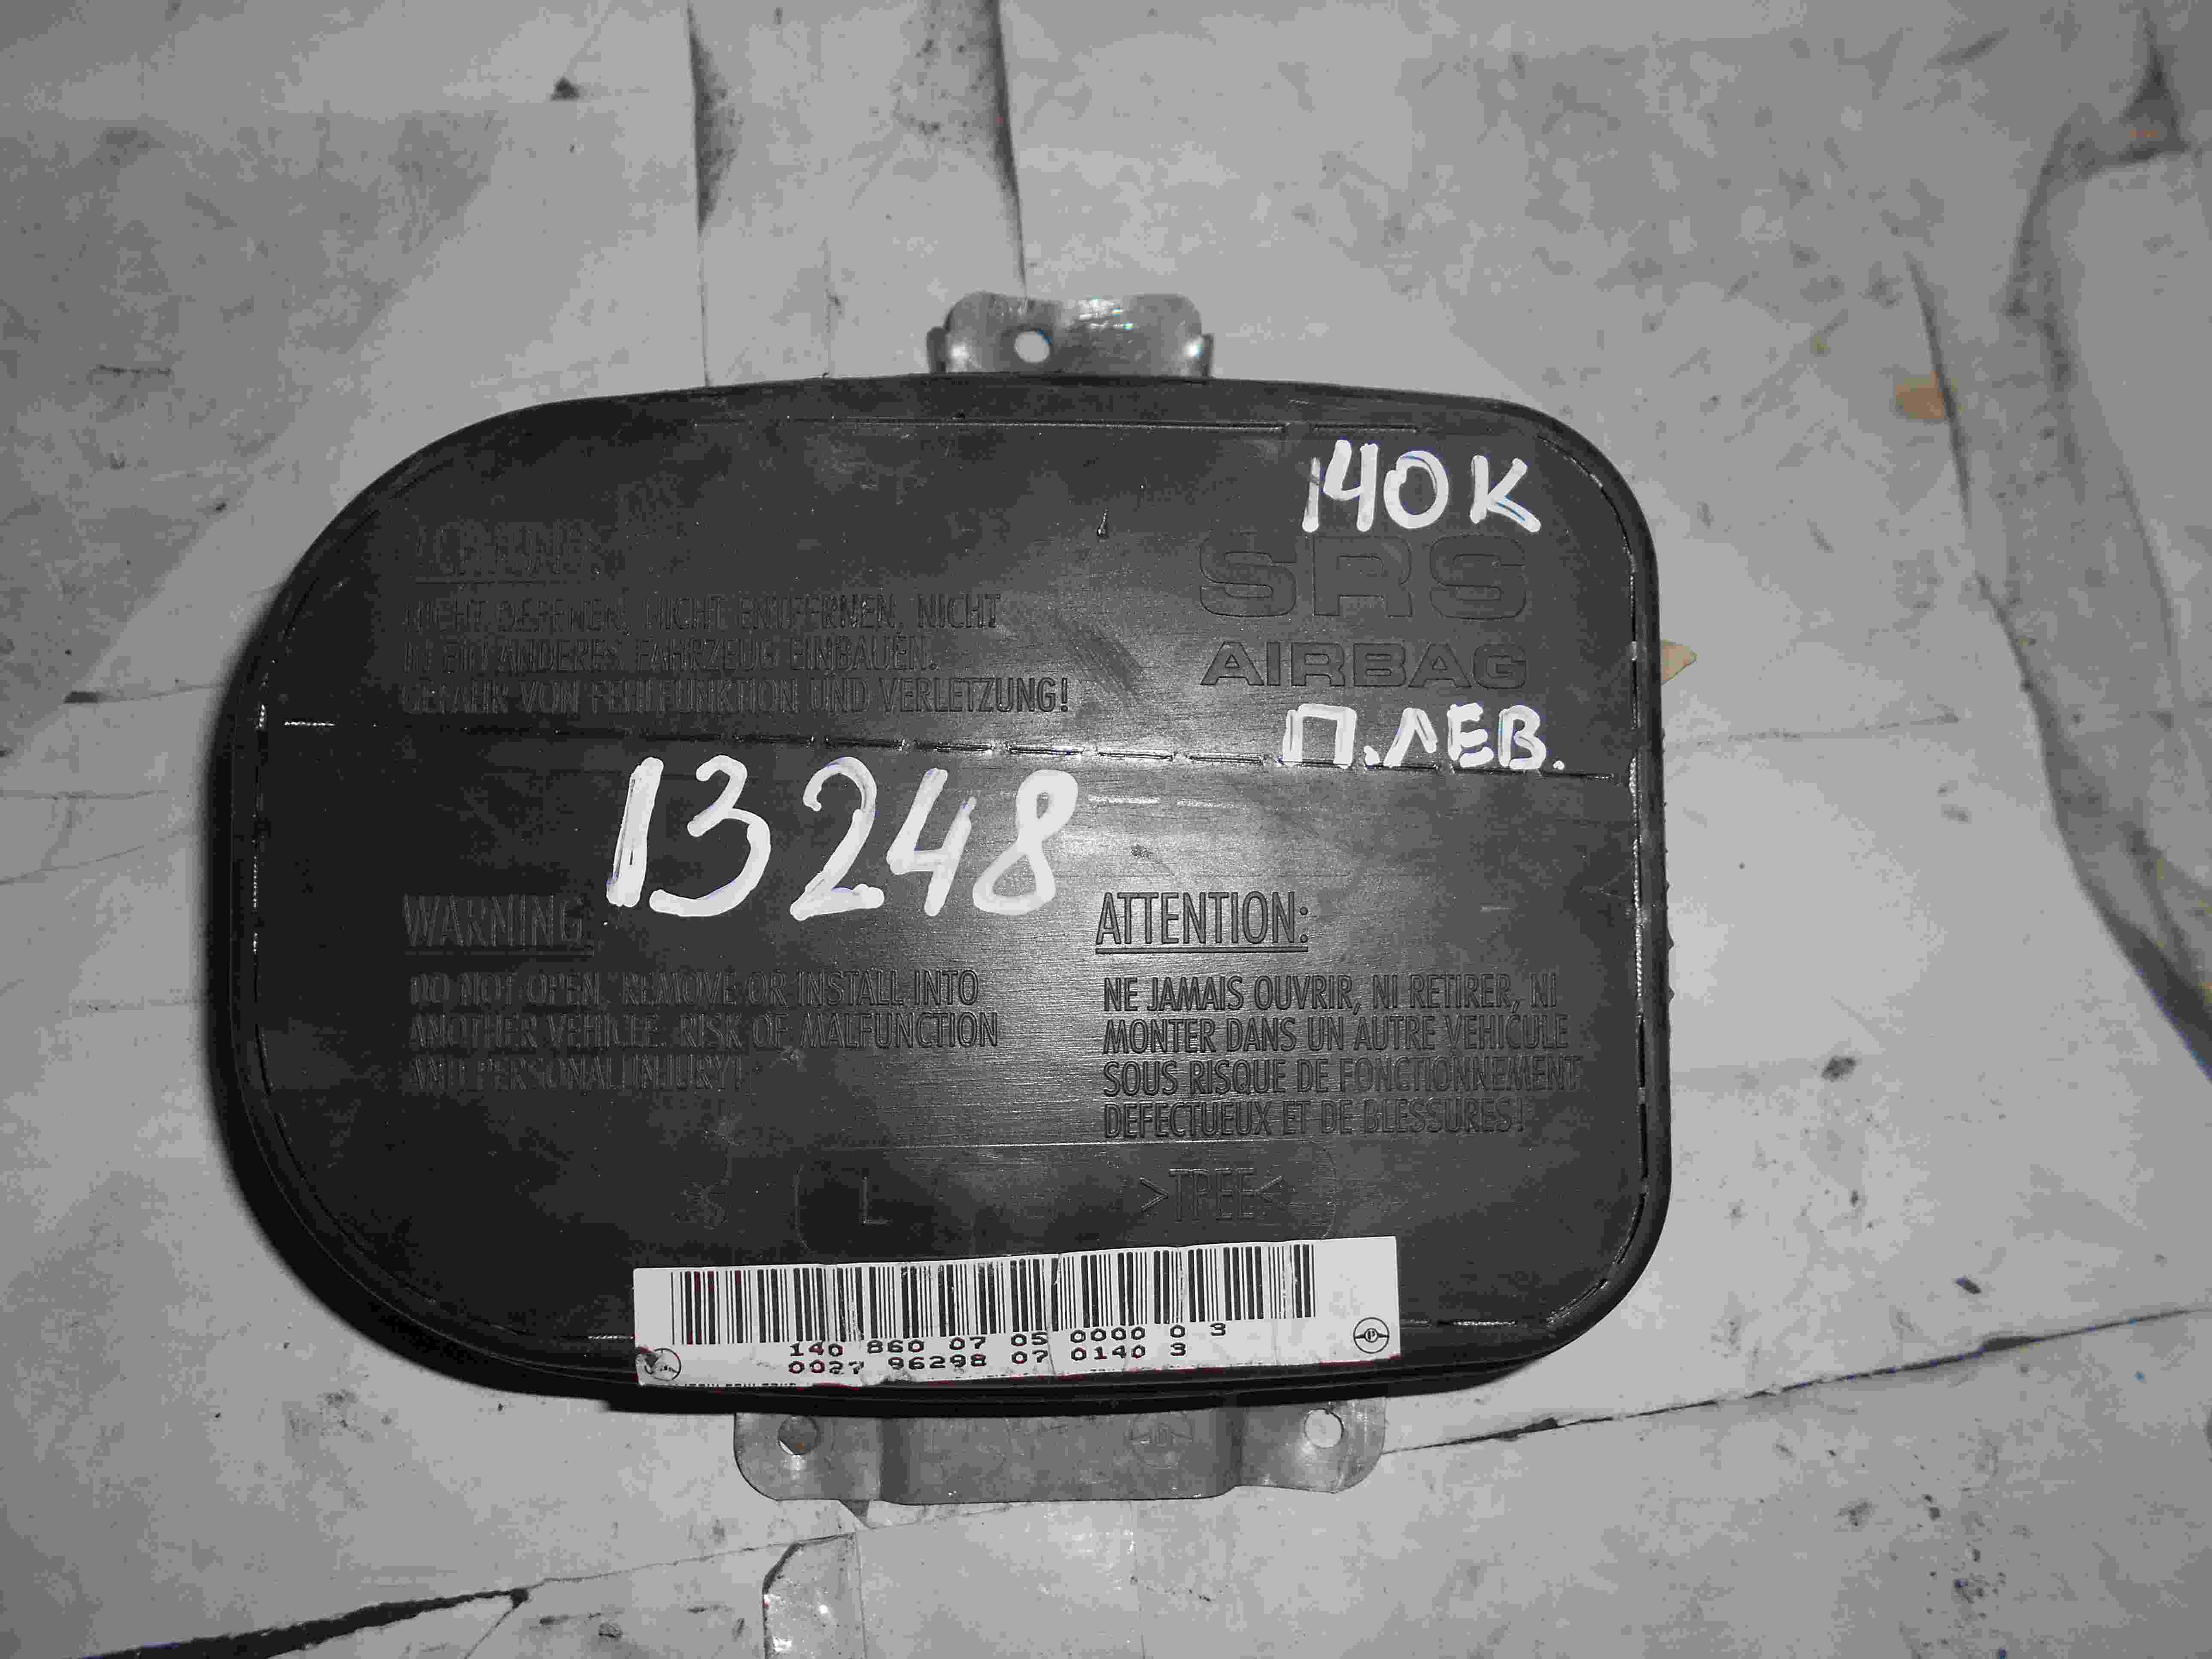 140 К
ACHTUNG:
NICHT OEFFNEN, NICHT ENTFERNEN, NICHT
IN EIN ANDERES FAHRZEUG EINBAUEN.
GEFAHR VON FEHLFUNKTION UND VERLETZUNG!
SRS
AIRBAG
П.ЛЕВ.
13248
WARNING:
DO NOT OPEN, REMOVE OR INSTALL INTO
ANOTHER VEHICLE. RISK OF MALFUNCTION
AND PERSONAL INJURY!
ATTENTION:
NE JAMAIS OUVRIR, NI RETIRER, NI
MONTER DANS UN AUTRE VEHICULE
SOUS RISQUE DE FONCTIONNEMENT
DEFECTUEUX ET DE BLESSURES!
L
>TPEE<
140 860 07 05 0000 0 3
0027 96298 07 0140 3